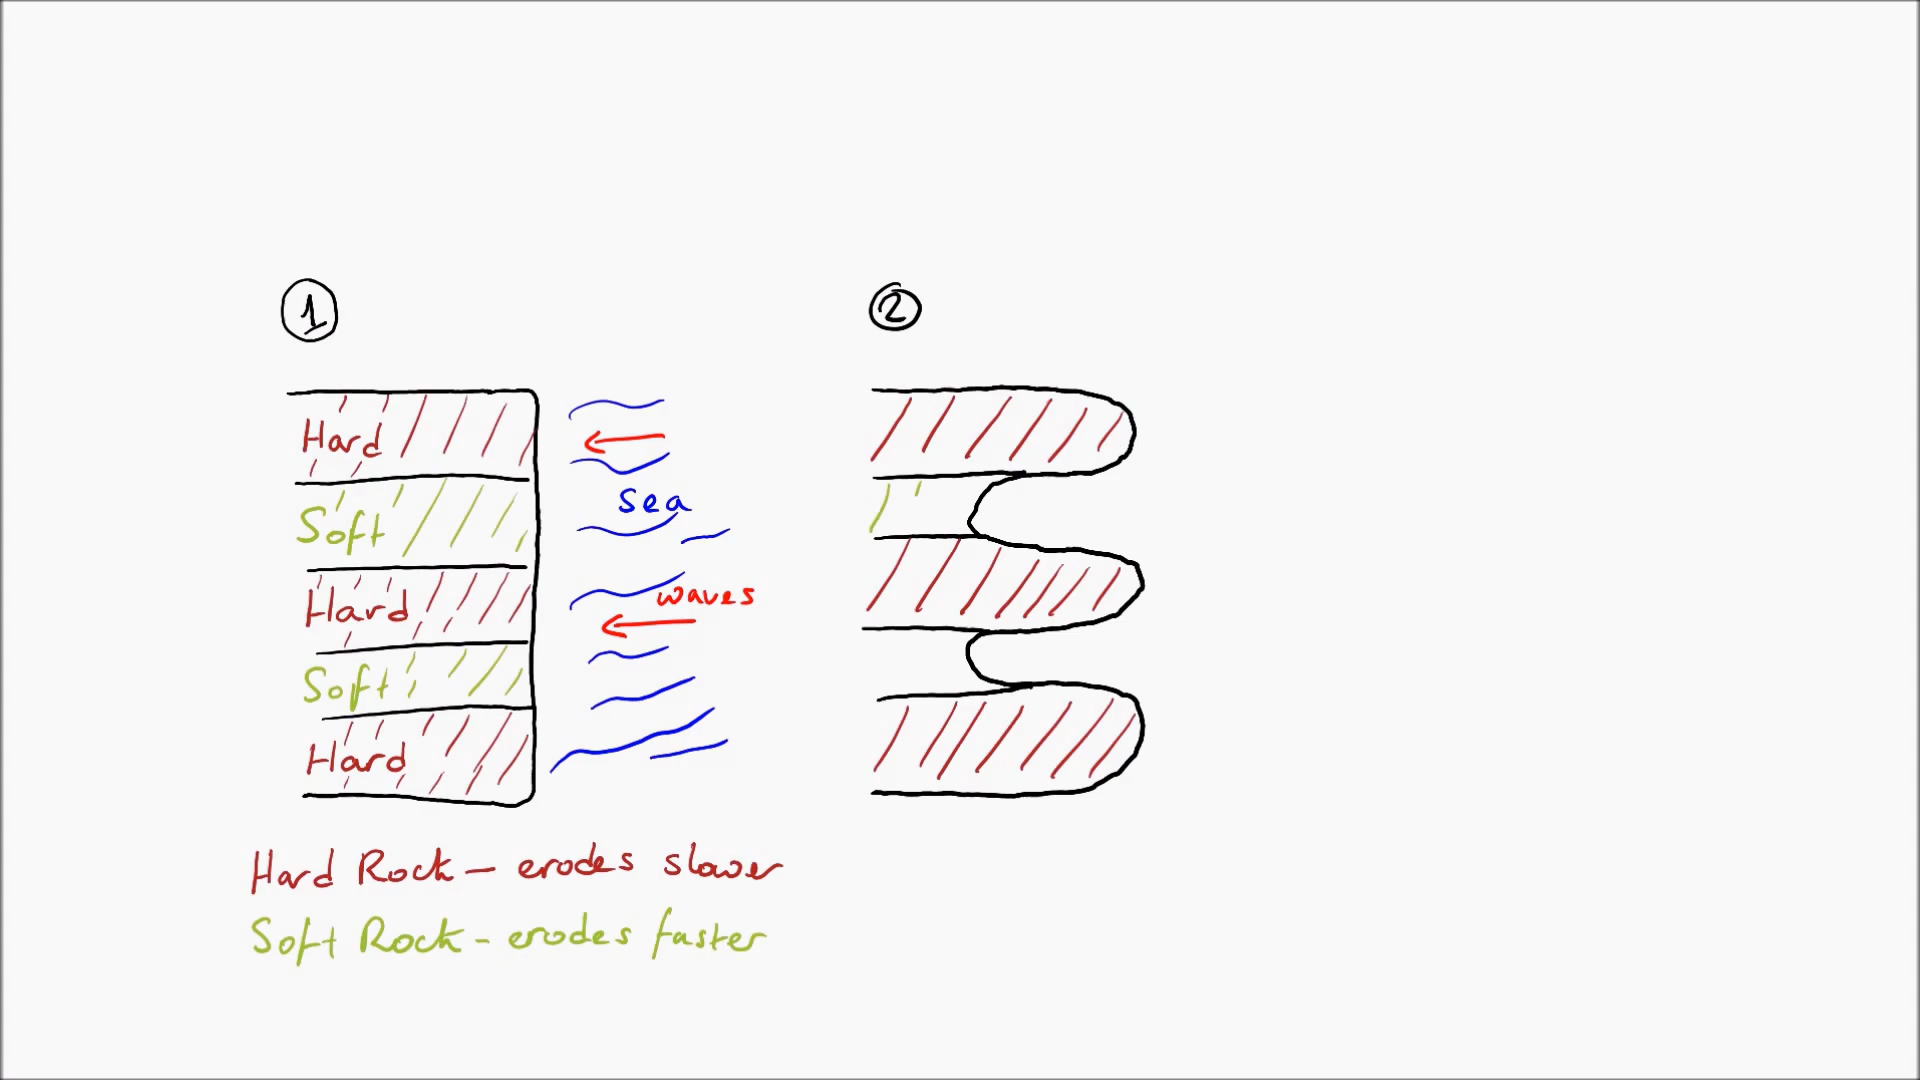 1
2
Hard
Soft
sea
Hard
waves
Soft
Hard
Hard Rock - erodes slower
Soft Rock - erodes faster